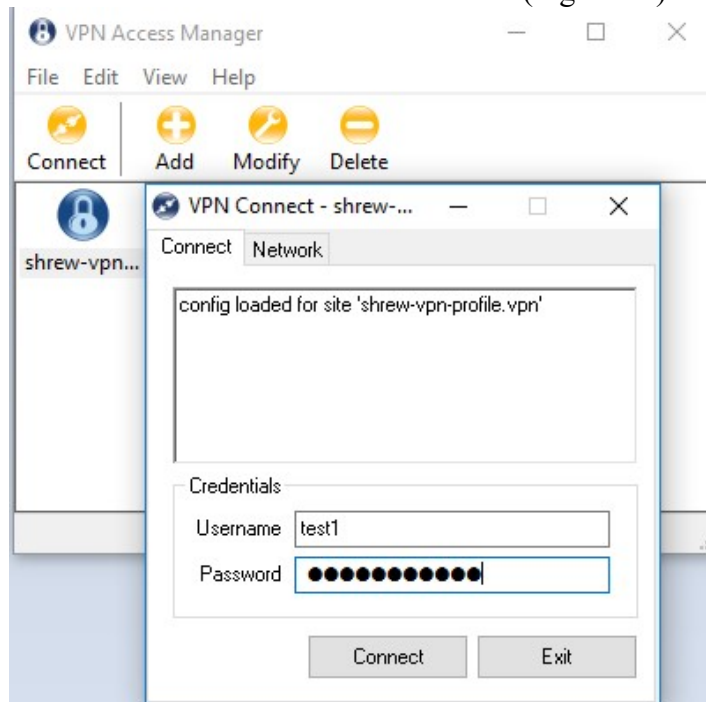 VPN Access Manager
File Edit View Help
Connect Add Modify Delete
shrew-vpn...
VPN Connect - shrew-...
Connect Network
config loaded for site 'shrew-vpn-profile.vpn'
Credentials
Username test1
Password ●●●●●●●●●●●
Connect Exit